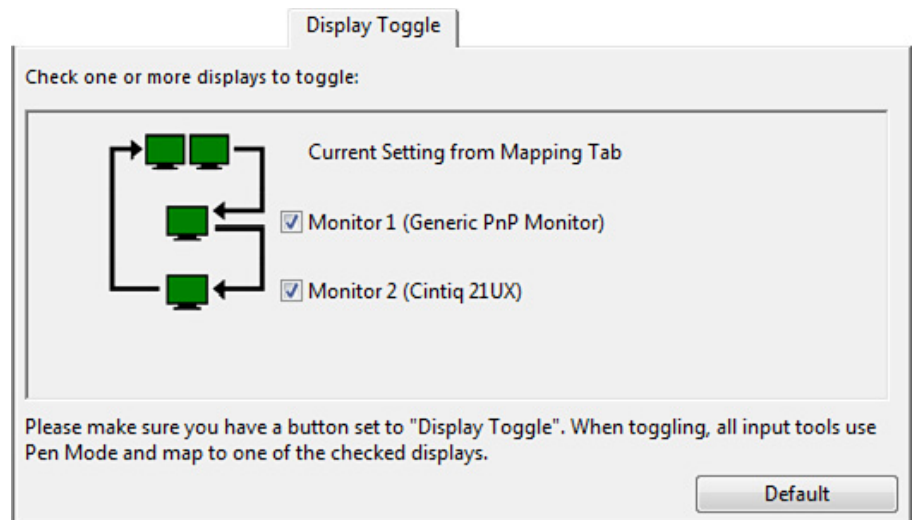 Display Toggle
Check one or more displays to toggle:
Current Setting from Mapping Tab
Monitor 1 (Generic PnP Monitor)
Monitor 2 (Cintiq 21UX)
Please make sure you have a button set to "Display Toggle". When toggling, all input tools use
Pen Mode and map to one of the checked displays.
Default